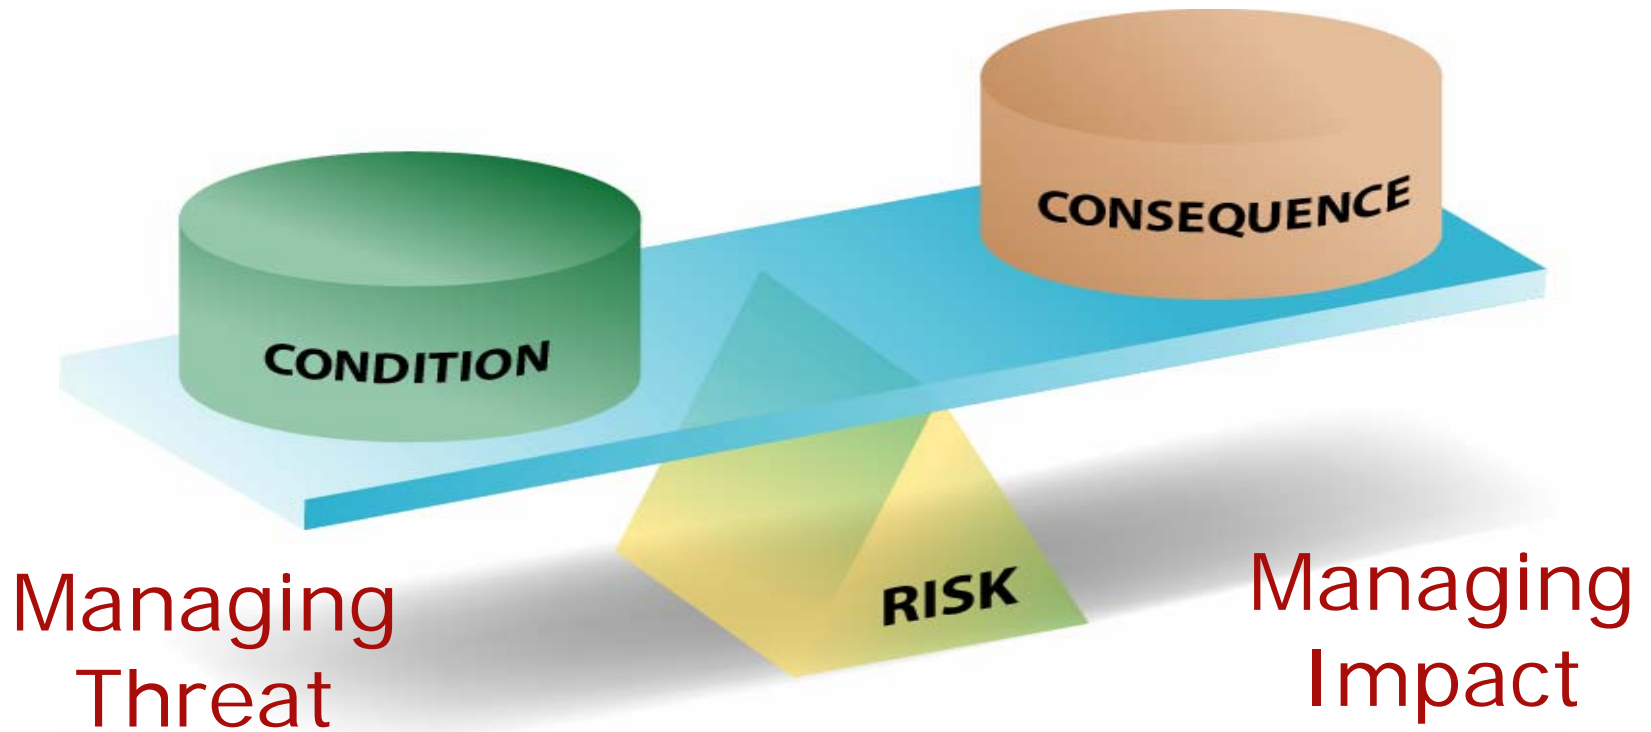 CONSEQUENCE
CONDITION
RISK
Managing
Threat
Managing
Impact